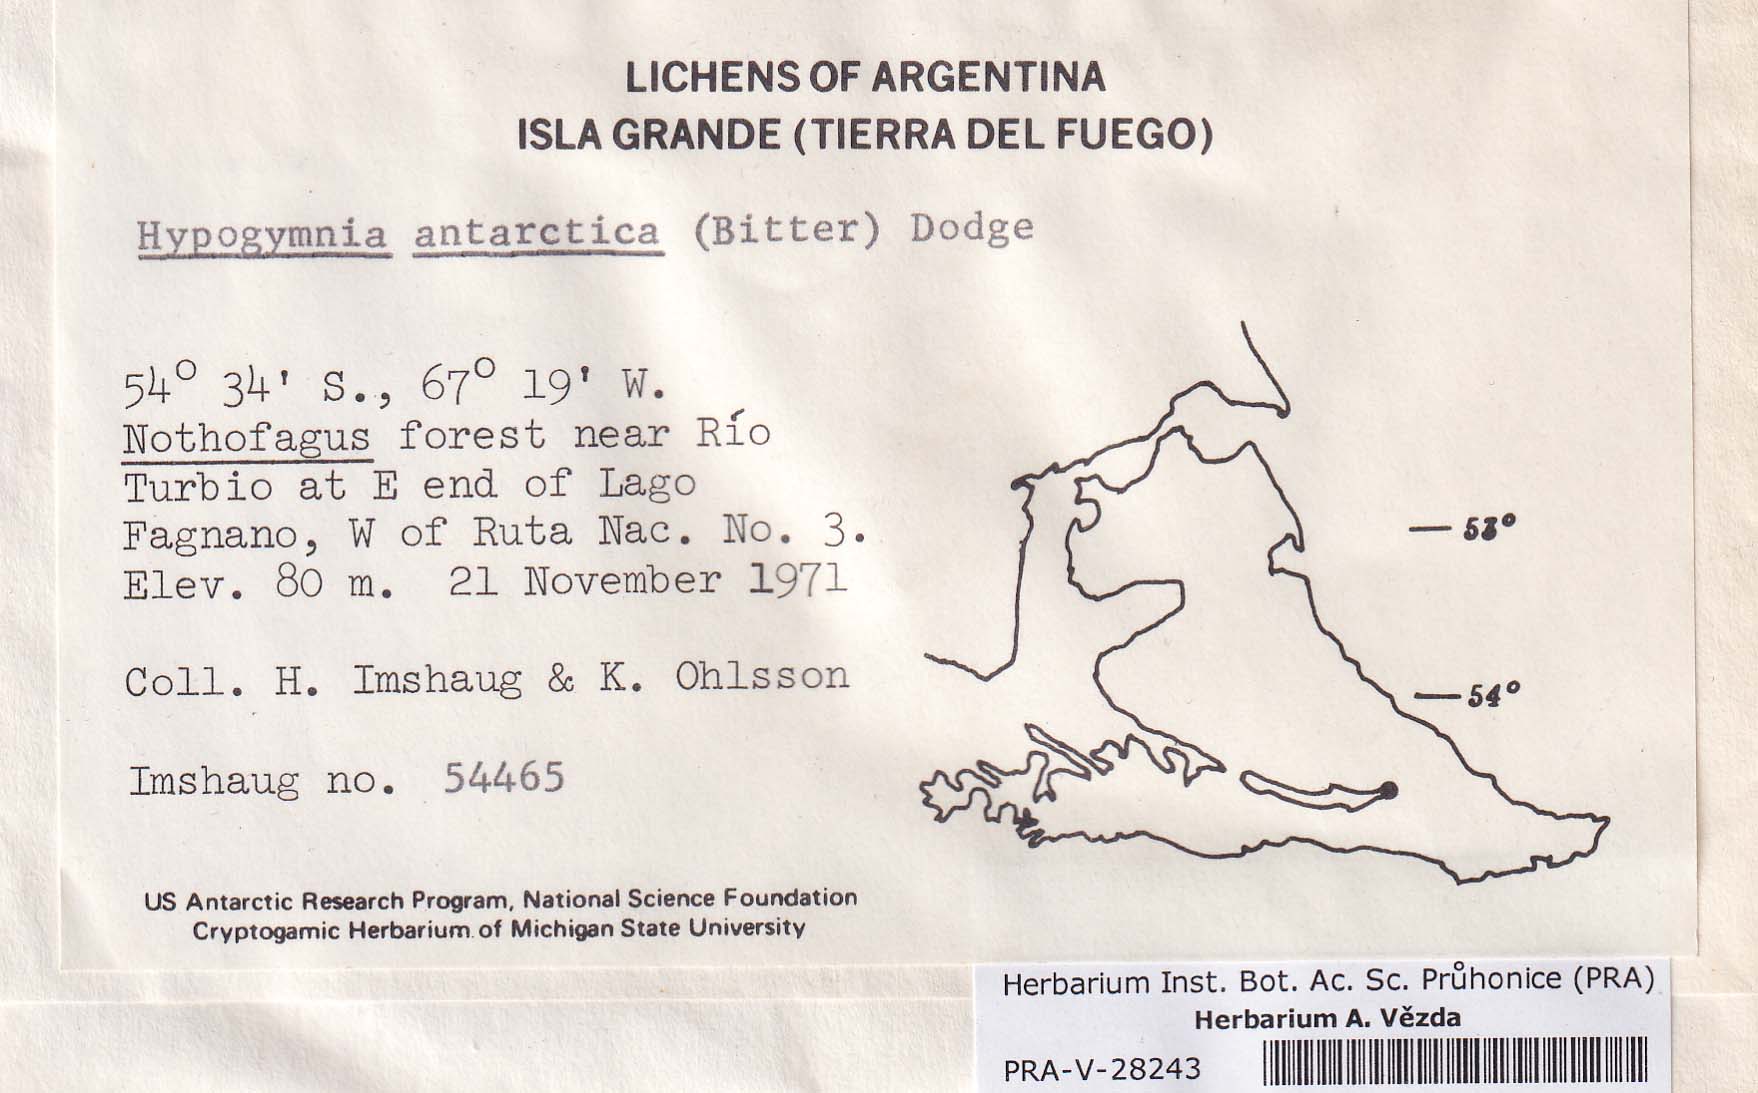 LICHENS OF ARGENTINA
ISLA GRANDE (TIERRA DEL FUEGO)
Hypogymnia antarctica (Bitter) Dodge
54° 34' S., 67° 19' W.
Nothofagus forest near Río
Turbio at E end of Lago
Fagnano, W of Ruta Nac. No. 3.
Elev. 80 m. 21 November 1971
Coll. H. Imshaug & K. Ohlsson
Imshaug no. 54465
53°
54°
US Antarctic Research Program, National Science Foundation
Cryptogamic Herbarium of Michigan State University
Herbarium Inst. Bot. Ac. Sc. Průhonice (PRA)
Herbarium A. Vězda
PRA-V-28243